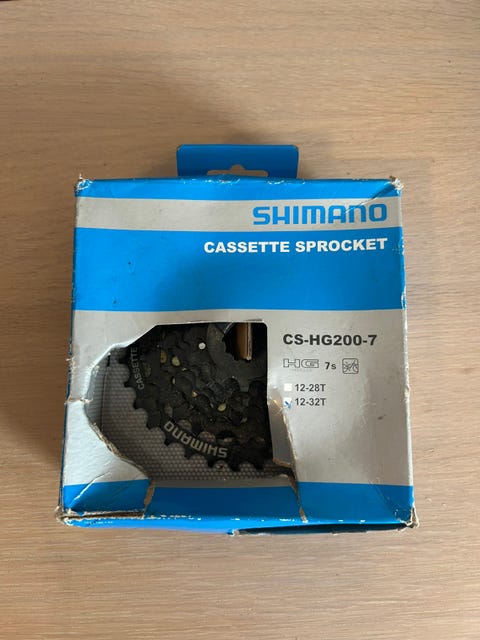 SHIMANO
CASSETTE SPROCKET
CS-HG200-7
HG 7s
12-28T
12-32T
CASSETTE
SHIMANO